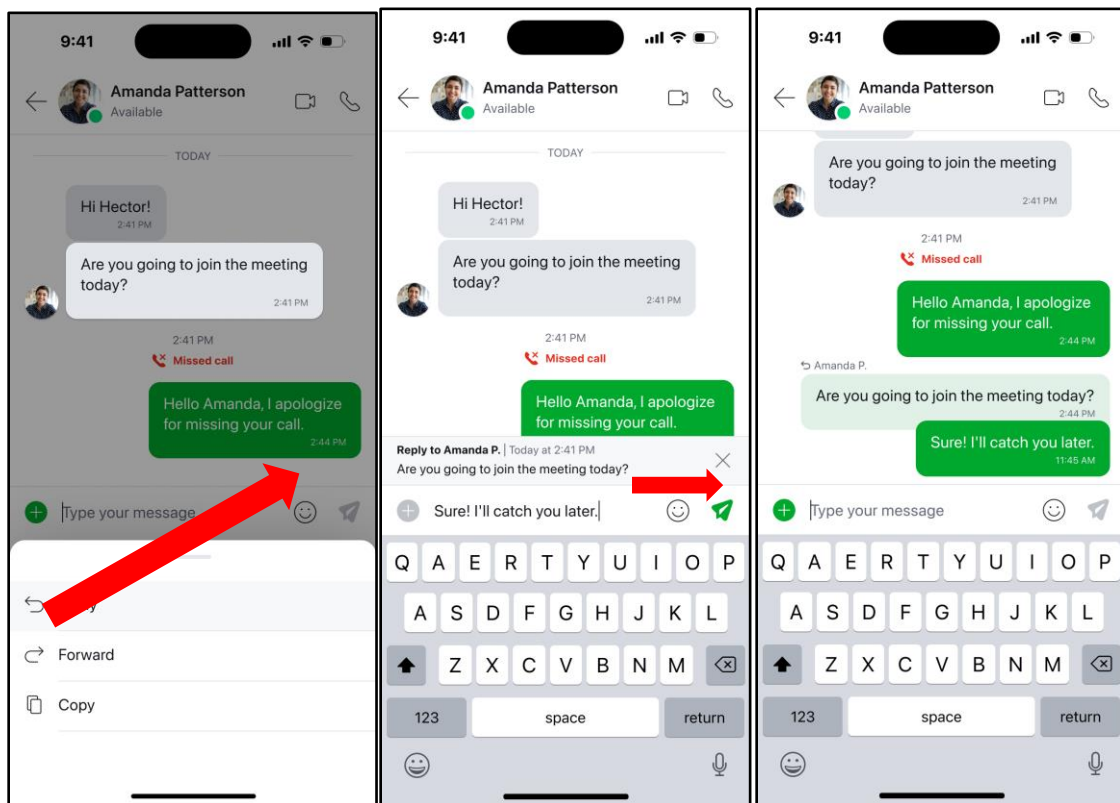 9:41
Amanda Patterson
Available
TODAY
Hi Hector!
2:41 PM
Are you going to join the meeting
today?
2:41 PM
2:41 PM
Missed call
Hello Amanda, I apologize
for missing your call.
2:44 PM
Type your message
Forward
Copy
9:41
Amanda Patterson
Available
TODAY
Hi Hector!
2:41 PM
Are you going to join the meeting
today?
2:41 PM
2:41 PM
Missed call
Hello Amanda, I apologize
for missing your call.
Reply to Amanda P. | Today at 2:41 PM
Are you going to join the meeting today?
Sure! I'll catch you later.
Q A E R T Y U I O P
A S D F G H J K L
Z X C V B N M
123 space return
9:41
Amanda Patterson
Available
Are you going to join the meeting
today?
2:41 PM
2:41 PM
Missed call
Hello Amanda, I apologize
for missing your call.
2:44 PM
Amanda P.
Are you going to join the meeting today?
2:44 PM
Sure! I'll catch you later.
11:45 AM
Type your message
Q A E R T Y U I O P
A S D F G H J K L
Z X C V B N M
123 space return